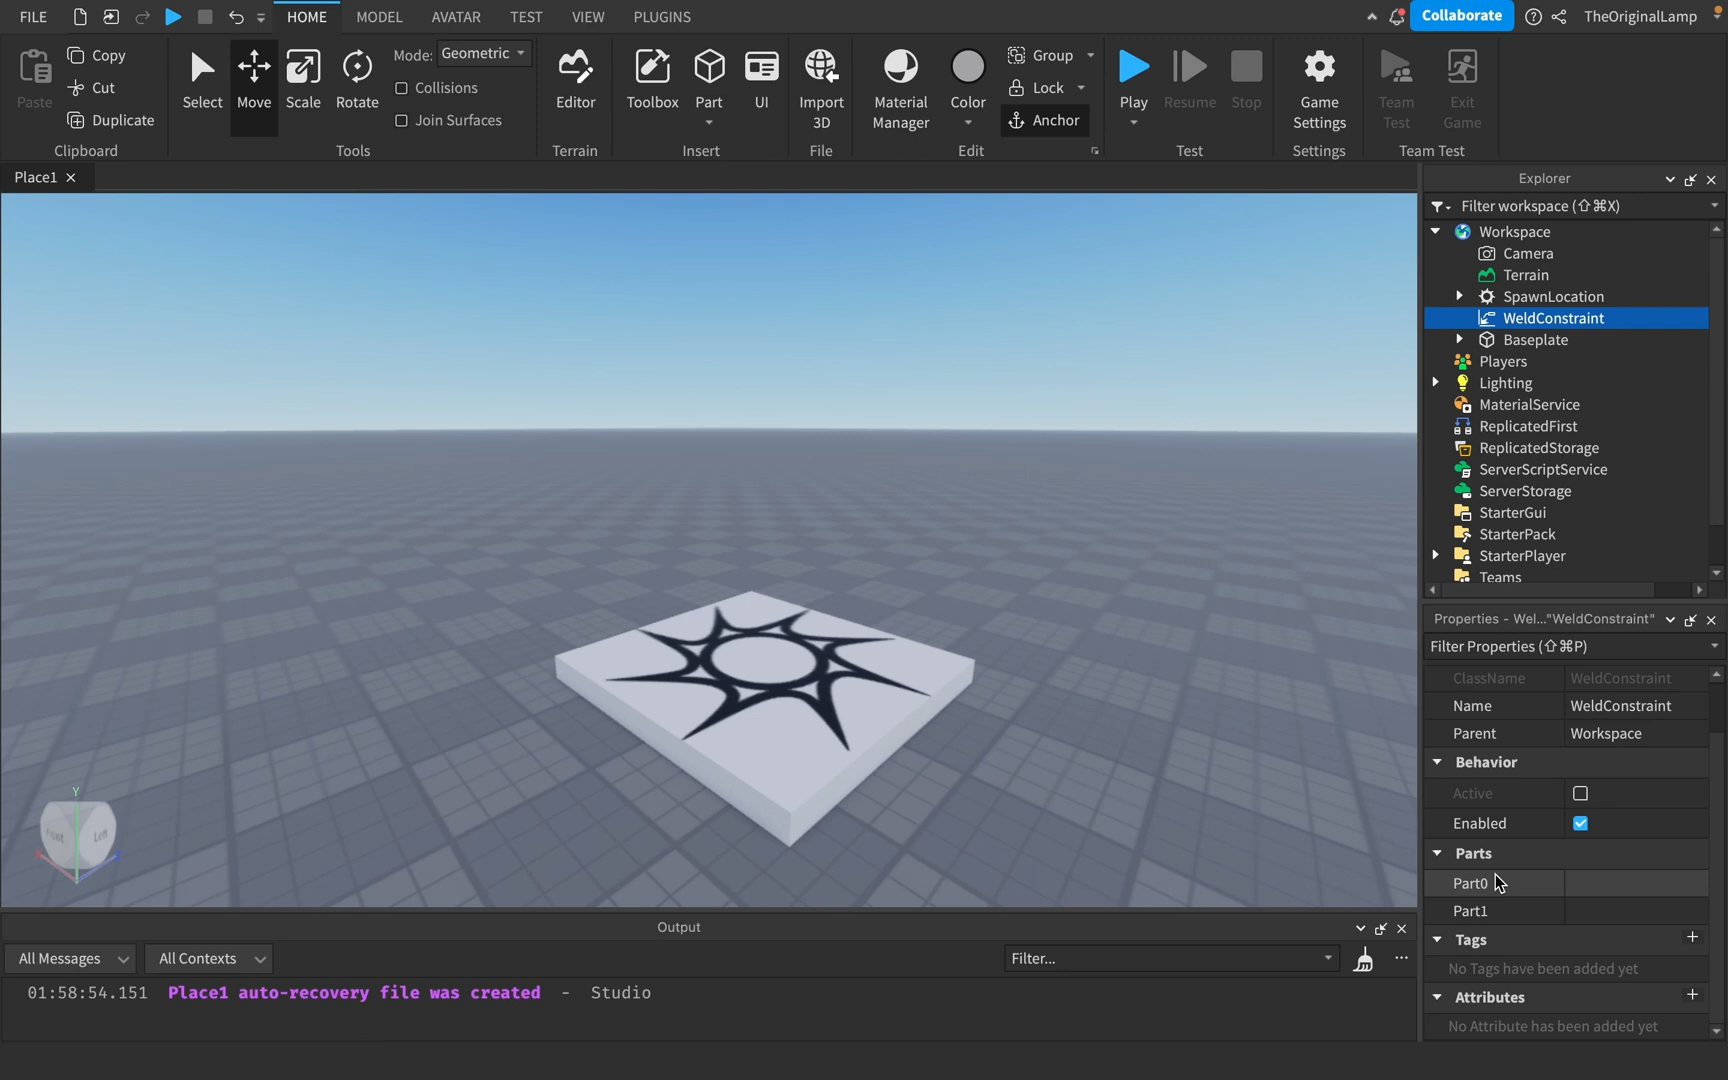 FILE HOME MODEL AVATAR TEST VIEW PLUGINS Collaborate TheOriginalLamp
Paste Copy Cut Duplicate
Clipboard
Select Move Scale Rotate Mode: Geometric
Collisions
Join Surfaces
Tools
Editor
Terrain
Toolbox Part UI
Insert
Import 3D
File
Material Manager Color Group
Lock
Anchor
Edit
Play Resume Stop
Test
Game Settings
Settings
Team Test Exit Game
Team Test
Place1
Front Left
Y
Explorer
Filter workspace (⇧⌘X)
Workspace
Camera
Terrain
SpawnLocation
WeldConstraint
Baseplate
Players
Lighting
MaterialService
ReplicatedFirst
ReplicatedStorage
ServerScriptService
ServerStorage
StarterGui
StarterPack
StarterPlayer
Teams
Properties - Wel..."WeldConstraint"
Filter Properties (⇧⌘P)
ClassName WeldConstraint
Name WeldConstraint
Parent Workspace
Behavior
Active
Enabled
Parts
Part0
Part1
Tags
No Tags have been added yet
Attributes
No Attribute has been added yet
Output
All Messages All Contexts Filter...
01:58:54.151 Place1 auto-recovery file was created - Studio